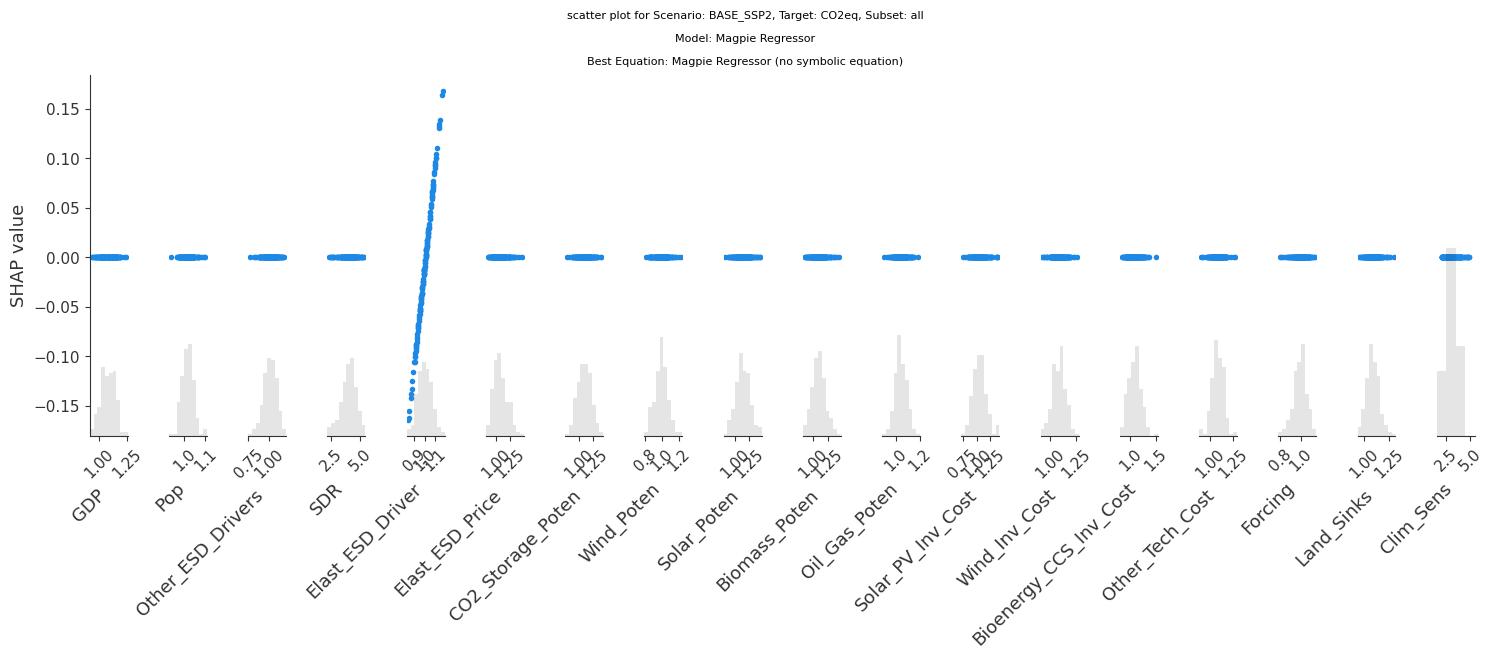 scatter plot for Scenario: BASE_SSP2, Target: CO2eq, Subset: all
Model: Magpie Regressor
Best Equation: Magpie Regressor (no symbolic equation)
SHAP value
0.15
0.10
0.05
0.00
−0.05
−0.10
−0.15
1.00 1.25
GDP
1.0 1.1
Pop
0.75 1.00
Other_ESD_Drivers
2.5 5.0
SDR
0.9 1.0 1.1
Elast_ESD_Driver
1.00 1.25
Elast_ESD_Price
1.00 1.25
CO2_Storage_Poten
0.8 1.0 1.2
Wind_Poten
1.00 1.25
Solar_Poten
1.00 1.25
Biomass_Poten
1.0 1.2
Oil_Gas_Poten
0.75 1.00 1.25
Solar_PV_Inv_Cost
1.00 1.25
Wind_Inv_Cost
1.0 1.5
Bioenergy_CCS_Inv_Cost
1.00 1.25
Other_Tech_Cost
0.8 1.0
Forcing
1.00 1.25
Land_Sinks
2.5 5.0
Clim_Sens